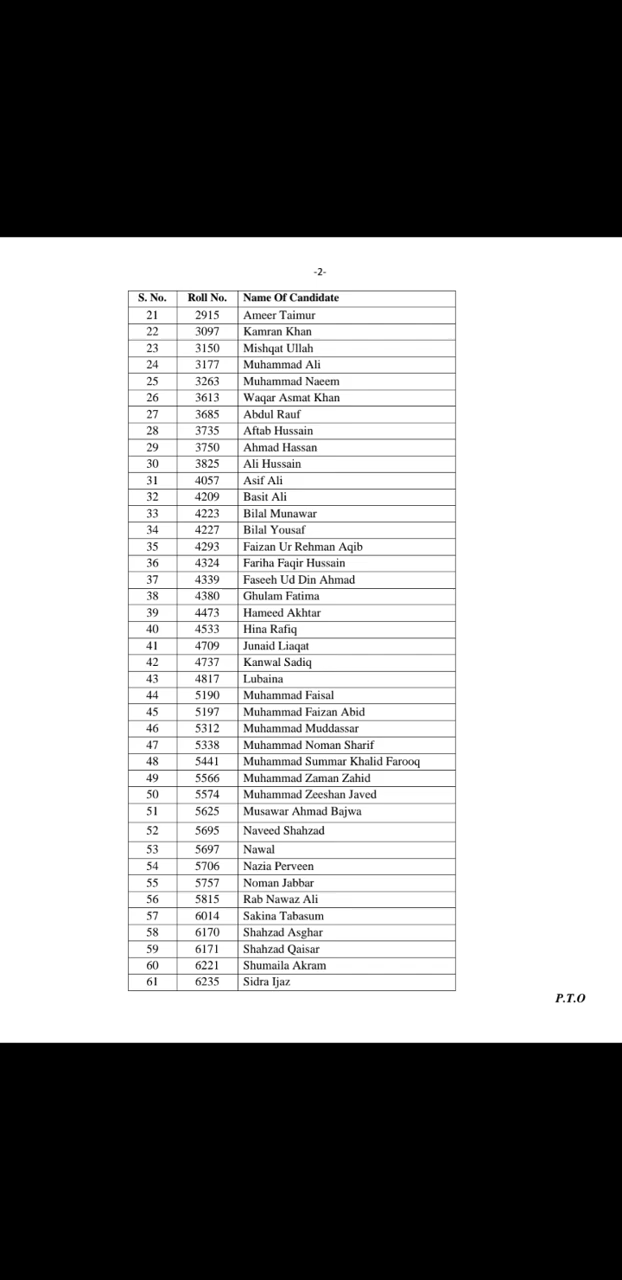 -2-
S. No. Roll No. Name Of Candidate
21 2915 Ameer Taimur
22 3097 Kamran Khan
23 3150 Mishqat Ullah
24 3177 Muhammad Ali
25 3263 Muhammad Naeem
26 3613 Waqar Asmat Khan
27 3685 Abdul Rauf
28 3735 Aftab Hussain
29 3750 Ahmad Hassan
30 3825 Ali Hussain
31 4057 Asif Ali
32 4209 Basit Ali
33 4223 Bilal Munawar
34 4227 Bilal Yousaf
35 4293 Faizan Ur Rehman Aqib
36 4324 Fariha Faqir Hussain
37 4339 Faseeh Ud Din Ahmad
38 4380 Ghulam Fatima
39 4473 Hameed Akhtar
40 4533 Hina Rafiq
41 4709 Junaid Liaqat
42 4737 Kanwal Sadiq
43 4817 Lubaina
44 5190 Muhammad Faisal
45 5197 Muhammad Faizan Abid
46 5312 Muhammad Muddassar
47 5338 Muhammad Noman Sharif
48 5441 Muhammad Summar Khalid Farooq
49 5566 Muhammad Zaman Zahid
50 5574 Muhammad Zeeshan Javed
51 5625 Musawar Ahmad Bajwa
52 5695 Naveed Shahzad
53 5697 Nawal
54 5706 Nazia Perveen
55 5757 Noman Jabbar
56 5815 Rab Nawaz Ali
57 6014 Sakina Tabasum
58 6170 Shahzad Asghar
59 6171 Shahzad Qaisar
60 6221 Shumaila Akram
61 6235 Sidra Ijaz
P.T.O